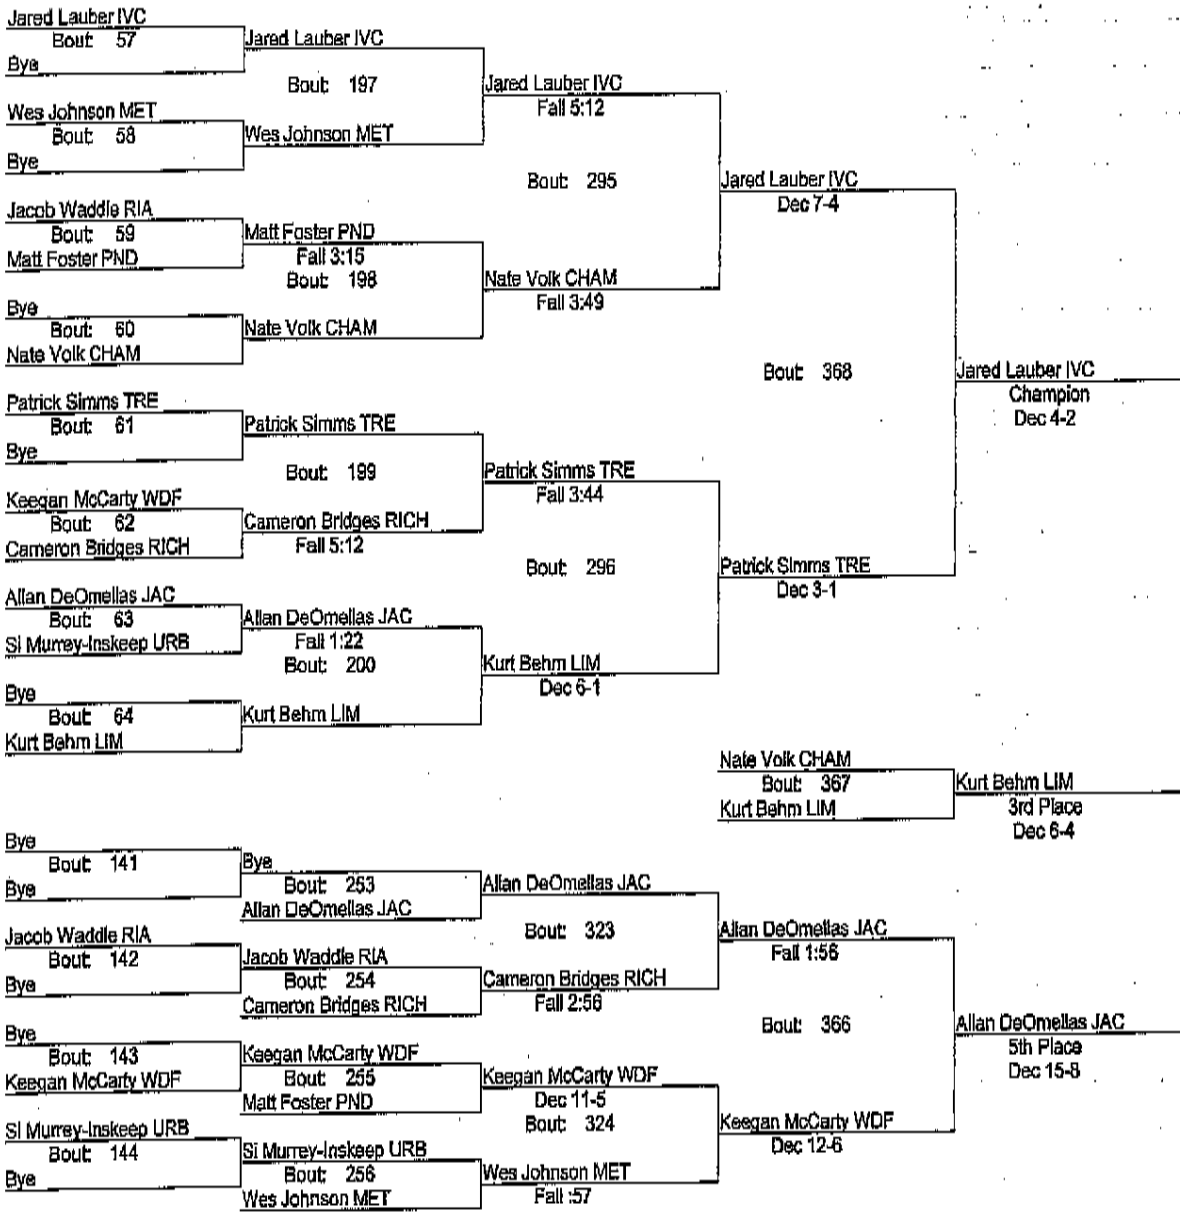 Jared Lauber IVC
Bout: 57
Bye
Jared Lauber IVC
Bout: 197
Wes Johnson MET
Bout: 58
Bye
Wes Johnson MET
Jared Lauber IVC
Fall 5:12
Bout: 295
Jacob Waddle RIA
Bout: 59
Matt Foster PND
Matt Foster PND
Fall 3:15
Bout: 198
Bye
Bout: 60
Nate Volk CHAM
Nate Volk CHAM
Nate Volk CHAM
Fall 3:49
Jared Lauber IVC
Dec 7-4
Bout: 368
Patrick Simms TRE
Bout: 61
Bye
Patrick Simms TRE
Bout: 199
Keegan McCarty WDF
Bout: 62
Cameron Bridges RICH
Cameron Bridges RICH
Fall 5:12
Patrick Simms TRE
Fall 3:44
Bout: 296
Allan DeOmellas JAC
Bout: 63
Si Murrey-Inskeep URB
Allan DeOmellas JAC
Fall 1:22
Bout: 200
Bye
Bout: 64
Kurt Behm LIM
Kurt Behm LIM
Kurt Behm LIM
Dec 6-1
Patrick Simms TRE
Dec 3-1
Jared Lauber IVC
Champion
Dec 4-2
Nate Volk CHAM
Bout: 367
Kurt Behm LIM
Kurt Behm LIM
3rd Place
Dec 6-4
Bye
Bout: 141
Bye
Bye
Bout: 253
Allan DeOmellas JAC
Allan DeOmellas JAC
Bout: 323
Jacob Waddle RIA
Bout: 142
Bye
Jacob Waddle RIA
Bout: 254
Cameron Bridges RICH
Cameron Bridges RICH
Fall 2:56
Allan DeOmellas JAC
Fall 1:56
Bout: 366
Bye
Bout: 143
Keegan McCarty WDF
Keegan McCarty WDF
Bout: 255
Matt Foster PND
Keegan McCarty WDF
Dec 11-5
Bout: 324
Si Murrey-Inskeep URB
Bout: 144
Bye
Si Murrey-Inskeep URB
Bout: 256
Wes Johnson MET
Wes Johnson MET
Fall :57
Keegan McCarty WDF
Dec 12-6
Allan DeOmellas JAC
5th Place
Dec 15-8